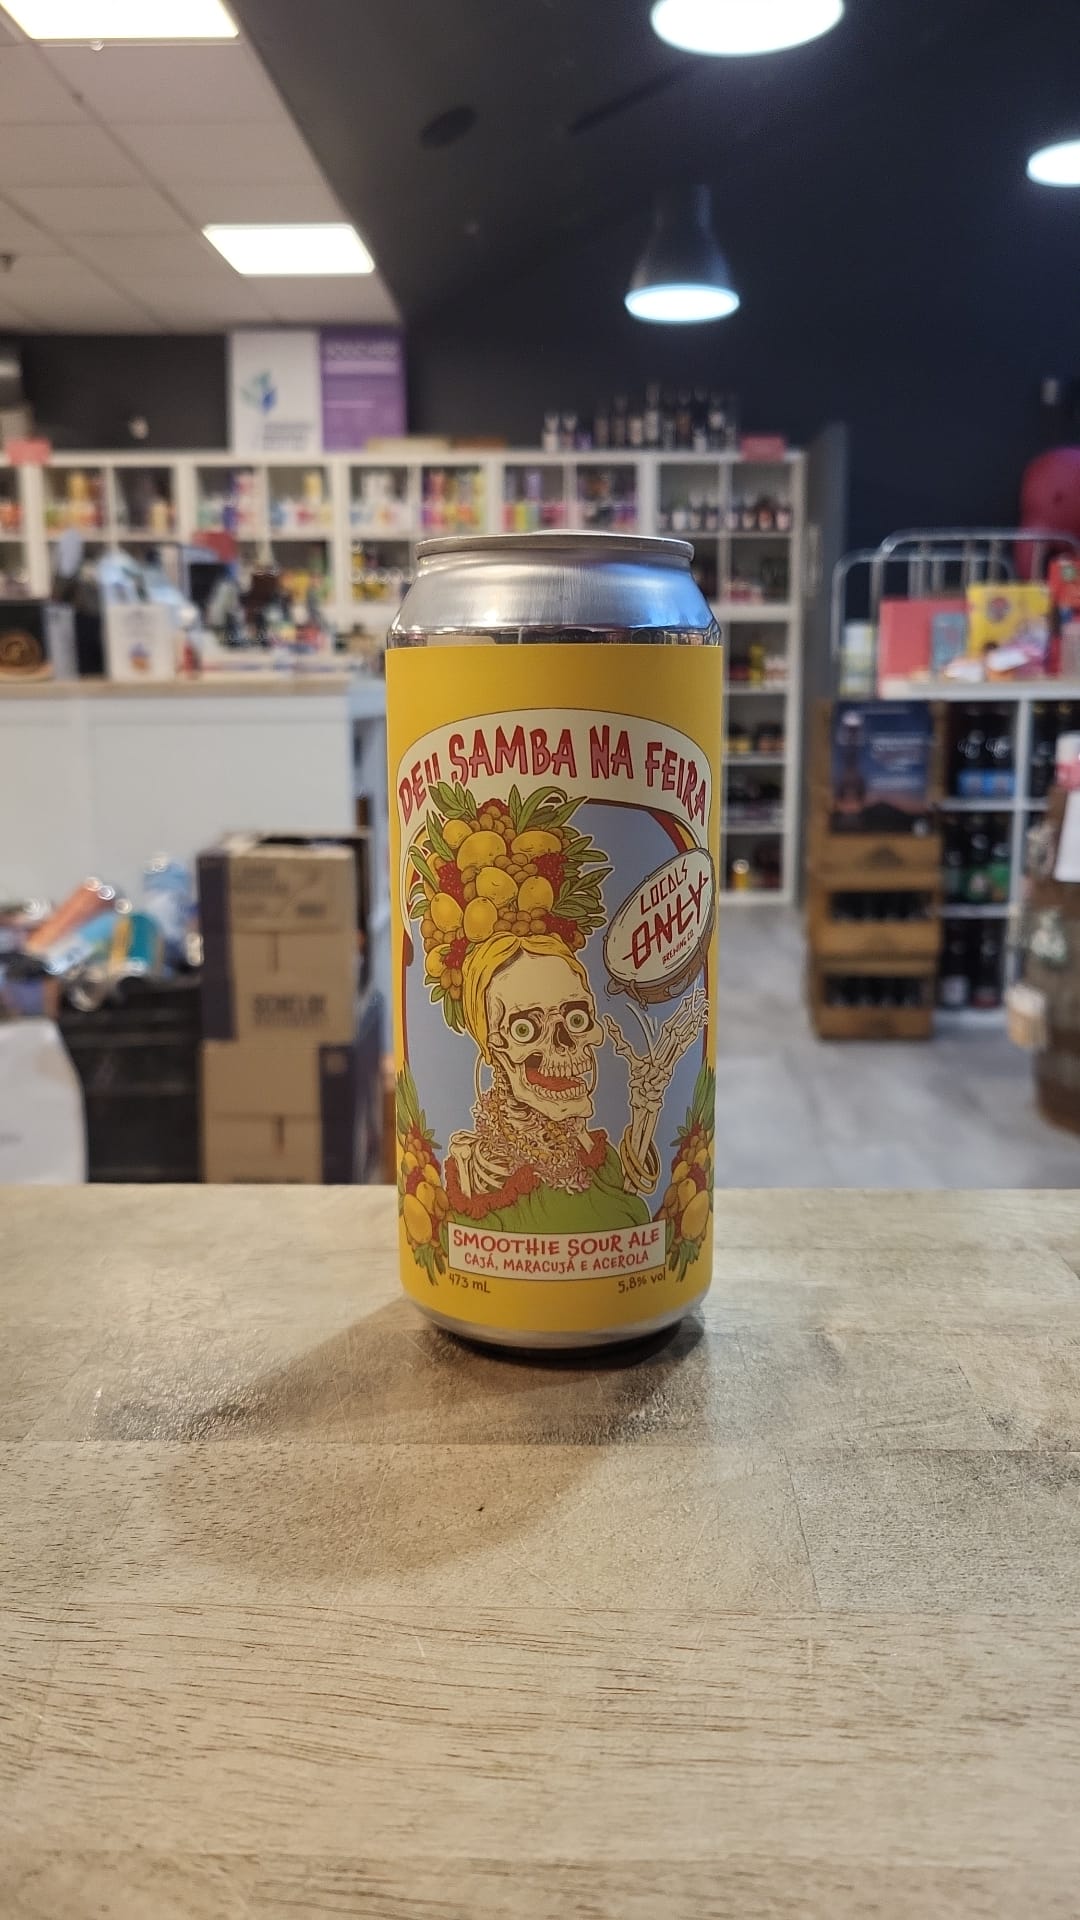 DEU SAMBA NA FEIRA
LOCALS
ONLY
BREWING CO.
SMOOTHIE SOUR ALE
CAJÁ, MARACUJÁ E ACEROLA
473 mL
5,8% vol